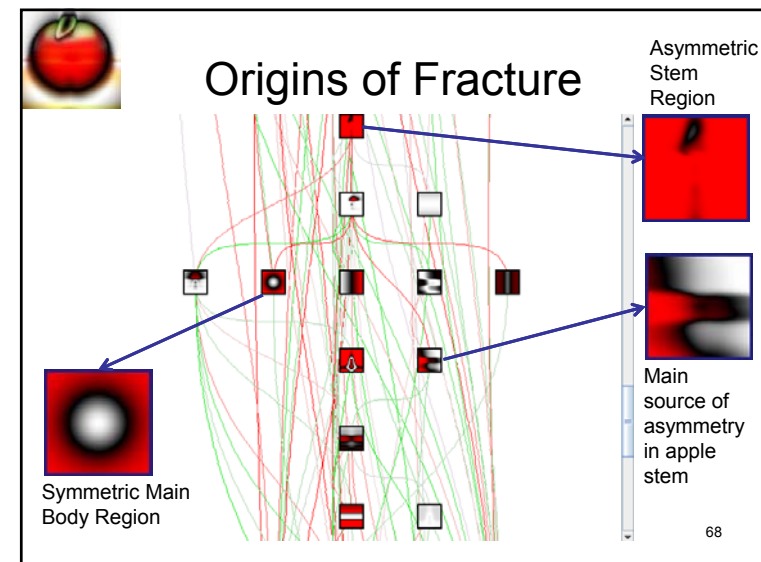 Origins of Fracture
Asymmetric
Stem
Region
Main
source of
asymmetry
in apple
stem
Symmetric Main
Body Region
68